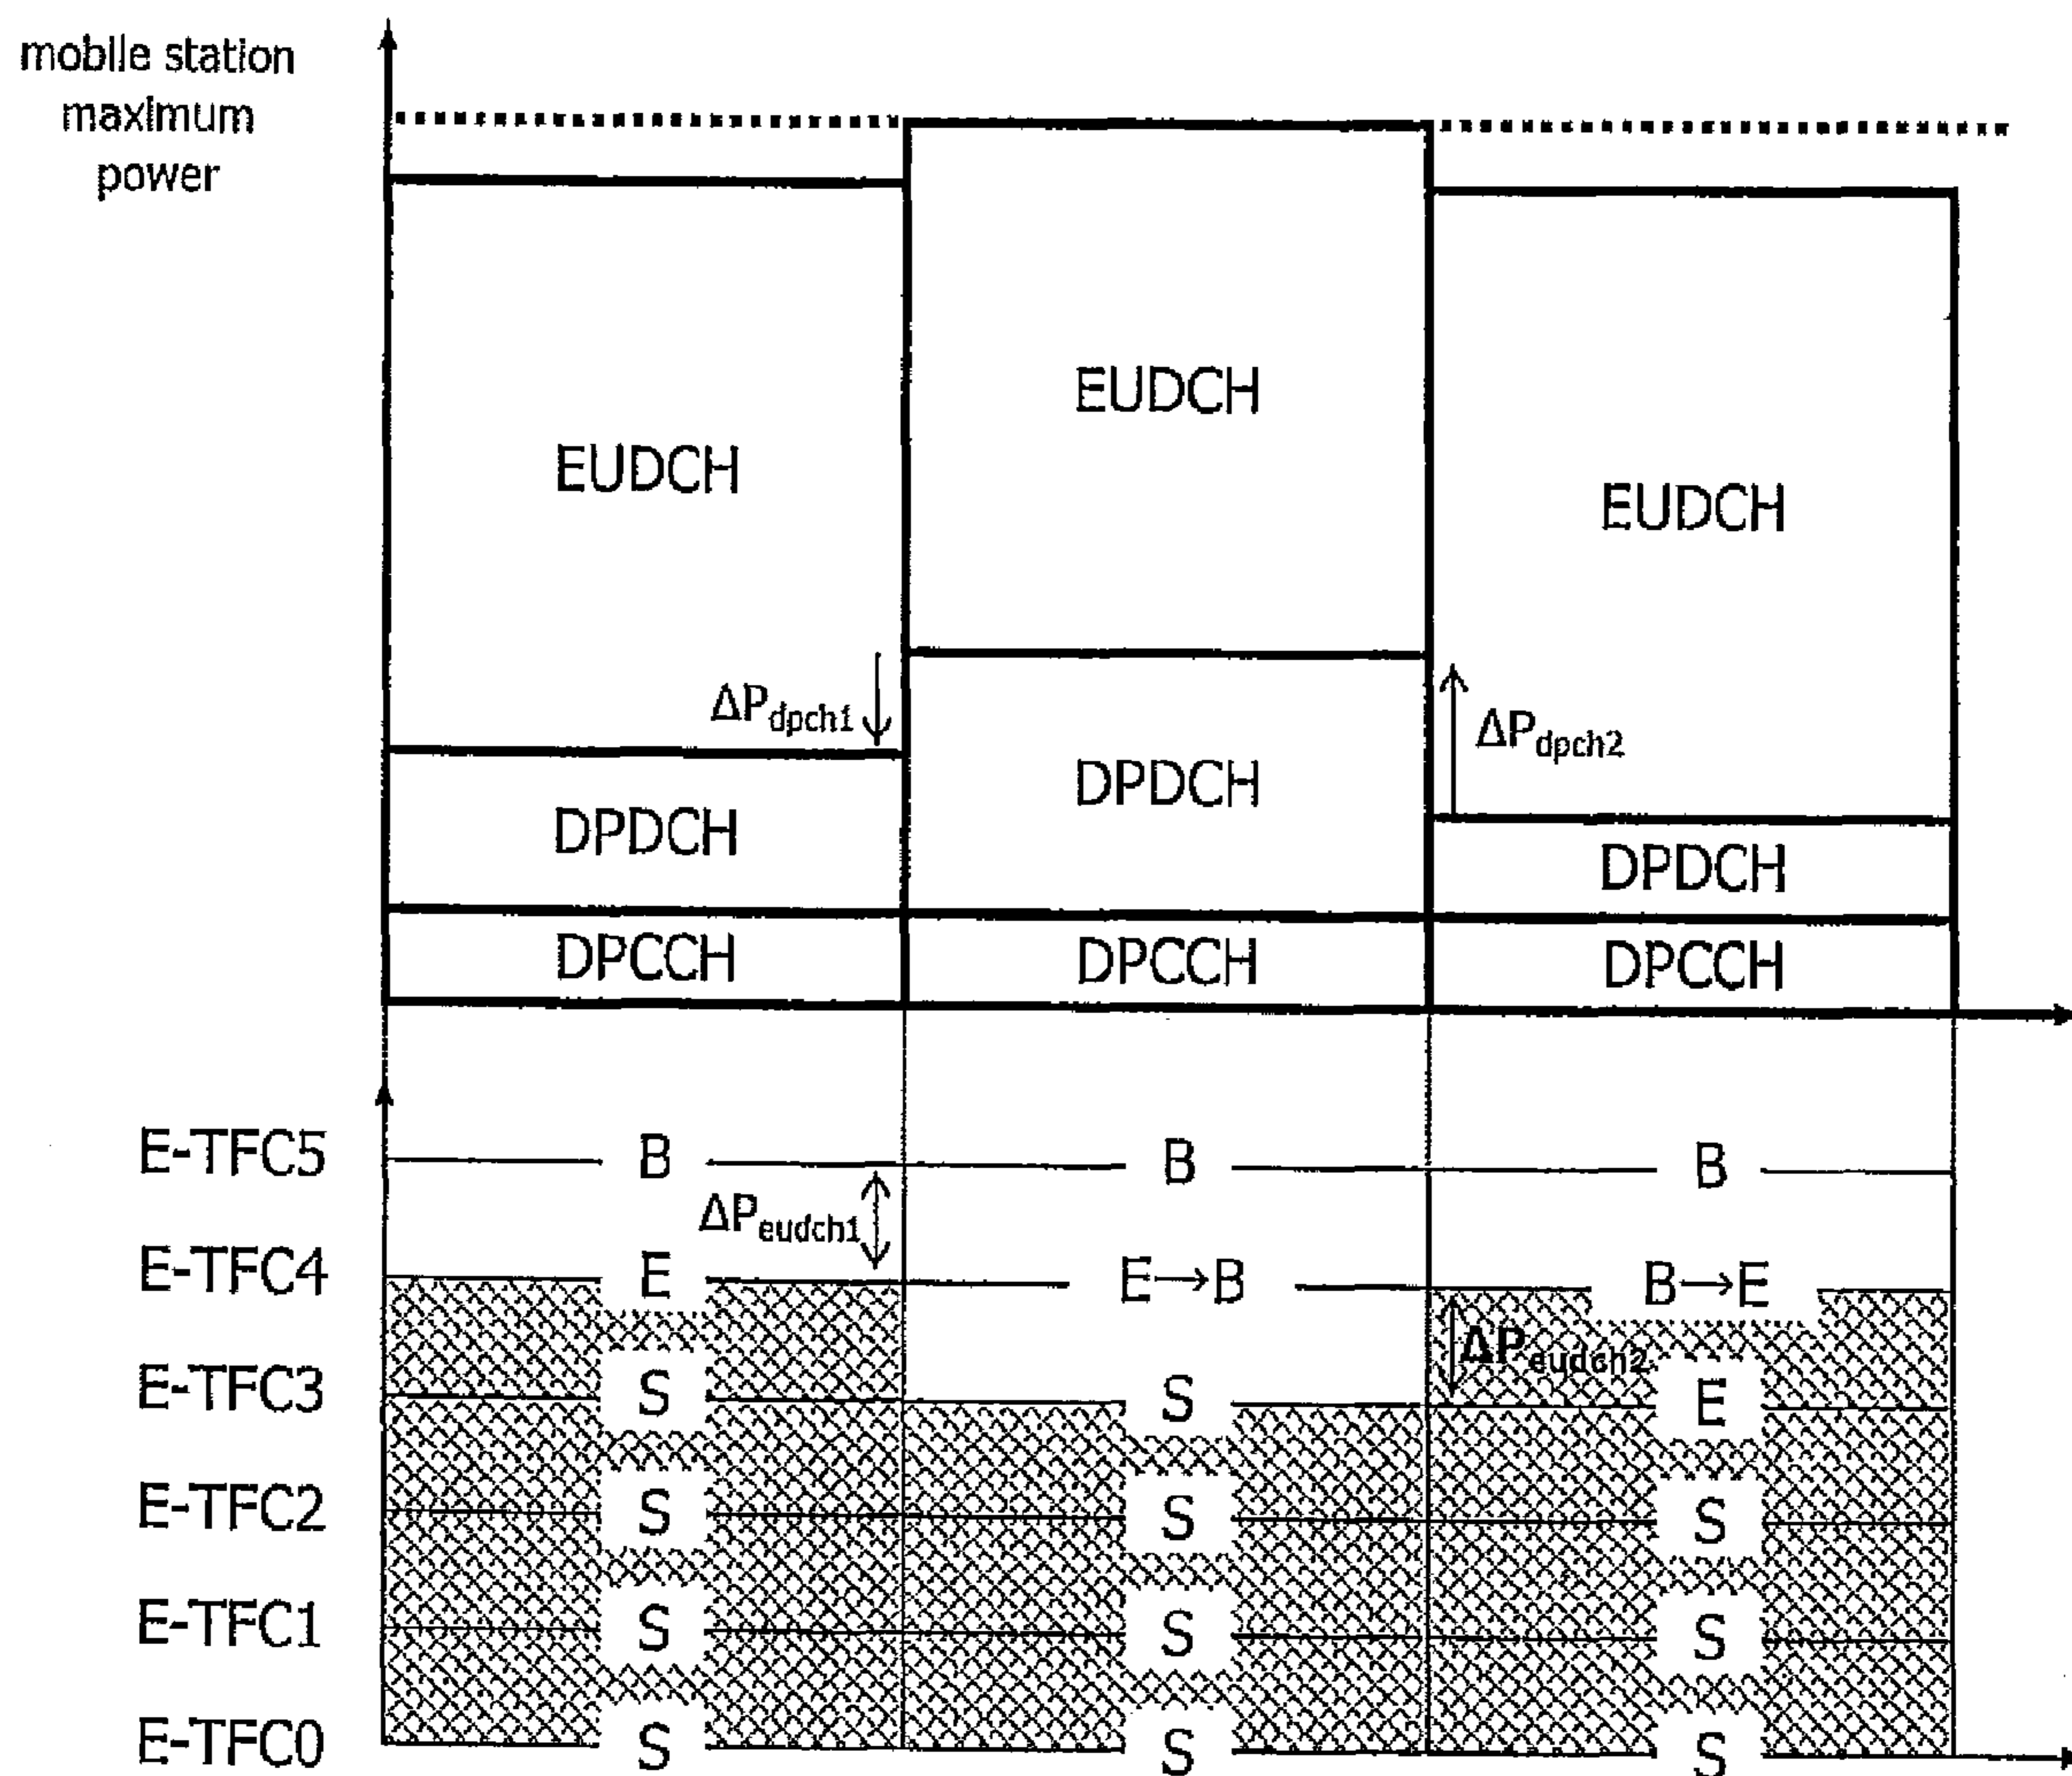 mobile station
maximum
power
EUDCH
EUDCH
EUDCH
ΔPdpch1
ΔPdpch2
DPDCH
DPDCH
DPDCH
DPCCH
DPCCH
DPCCH
E-TFC5
B
B
B
ΔPeudch1
E-TFC4
E
E→B
B→E
ΔPeudch2
E-TFC3
S
S
E
E-TFC2
S
S
S
E-TFC1
S
S
S
E-TFC0
S
S
S